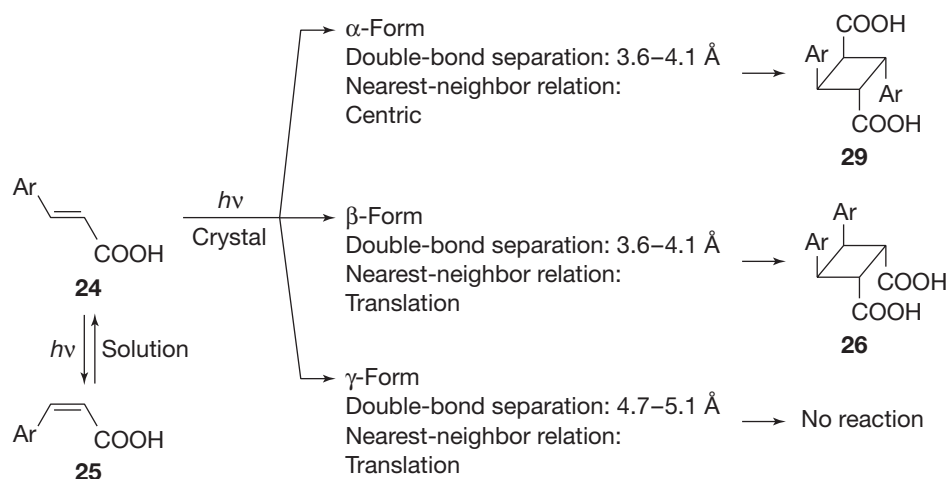 α-Form
Double-bond separation: 3.6–4.1 Å
Nearest-neighbor relation:
Centric
COOH
Ar
Ar
COOH
29
Ar
COOH
24
hν
Crystal
β-Form
Double-bond separation: 3.6–4.1 Å
Nearest-neighbor relation:
Translation
Ar
Ar
COOH
COOH
26
hν
Solution
Ar
COOH
25
γ-Form
Double-bond separation: 4.7–5.1 Å
Nearest-neighbor relation:
Translation
No reaction